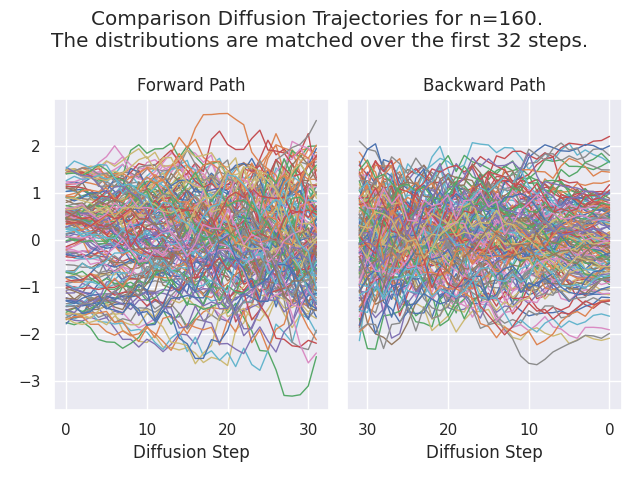 Comparison Diffusion Trajectories for n=160.
The distributions are matched over the first 32 steps.
Forward Path
Backward Path
2
1
0
−1
−2
−3
0 10 20 30
30 20 10 0
Diffusion Step
Diffusion Step